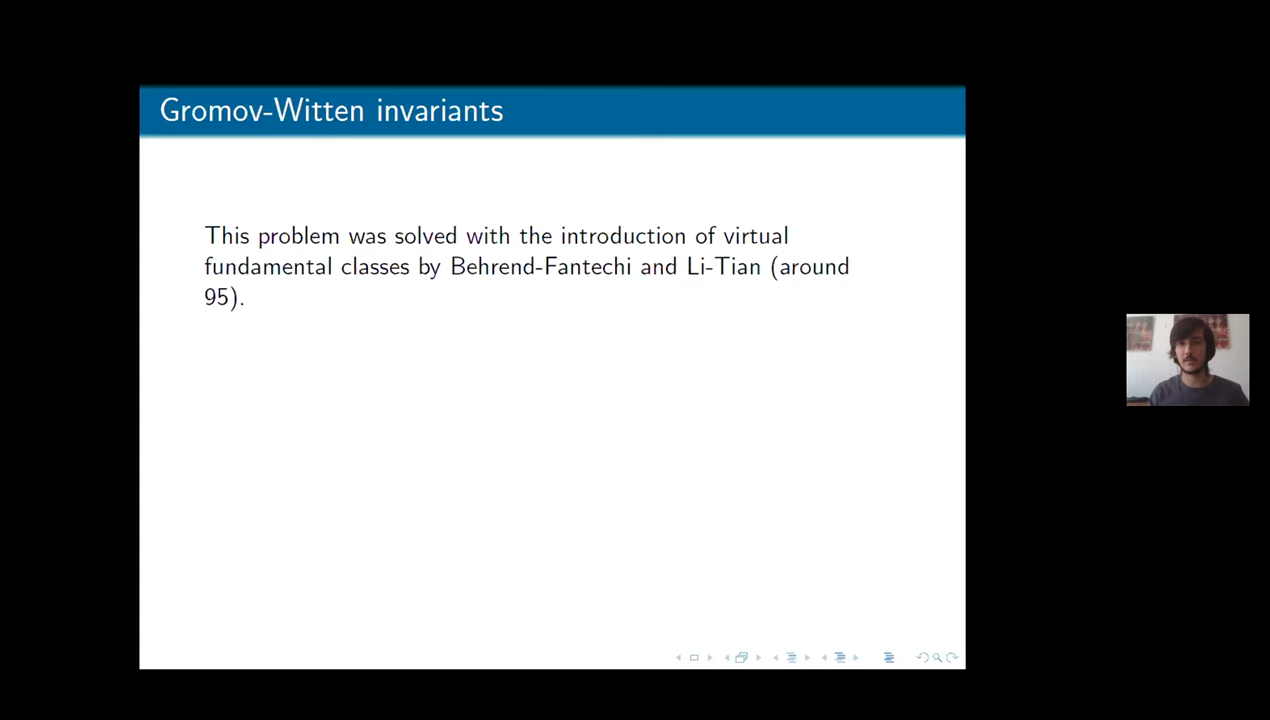 Gromov-Witten invariants
This problem was solved with the introduction of virtual
fundamental classes by Behrend-Fantechi and Li-Tian (around
95).